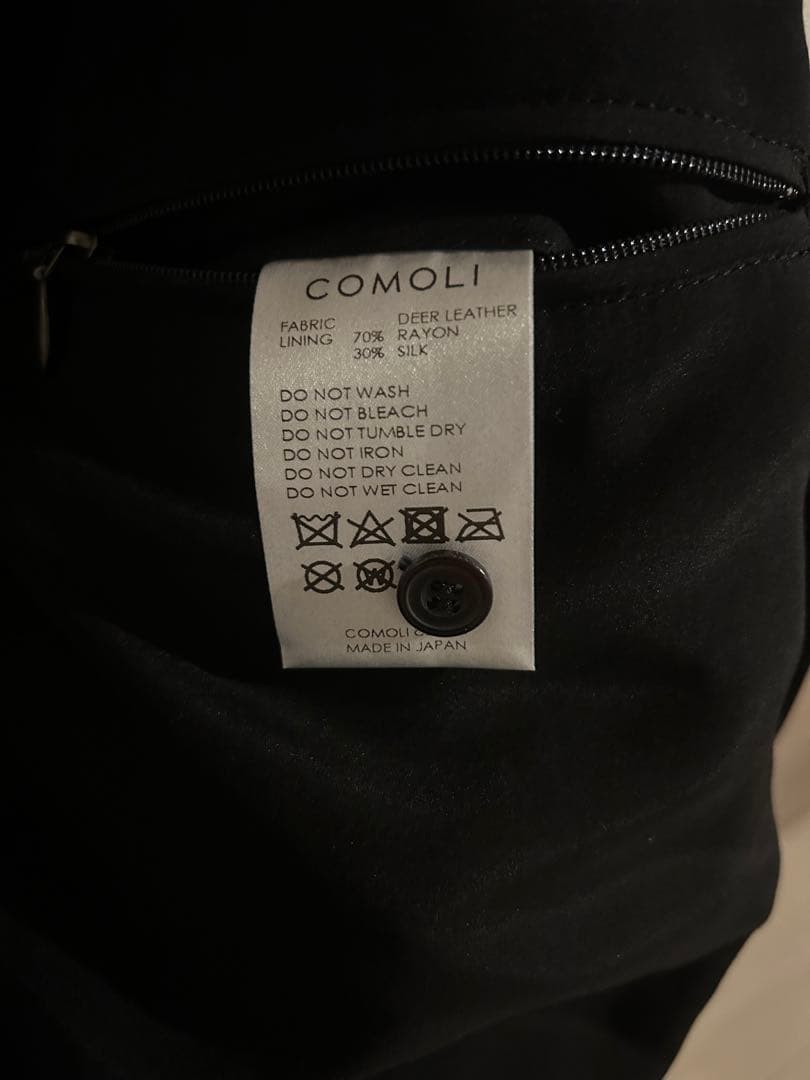 COMOLI
FABRIC DEER LEATHER
LINING 70% RAYON
30% SILK
DO NOT WASH
DO NOT BLEACH
DO NOT TUMBLE DRY
DO NOT IRON
DO NOT DRY CLEAN
DO NOT WET CLEAN
W
COMOLI
MADE IN JAPAN